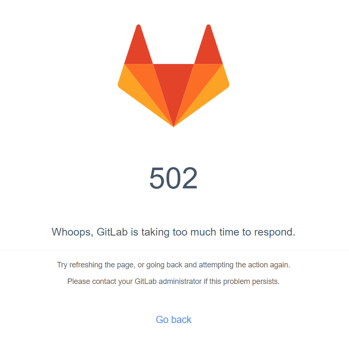 502
Whoops, GitLab is taking too much time to respond.
Try refreshing the page, or going back and attempting the action again.
Please contact your GitLab administrator if this problem persists.
Go back